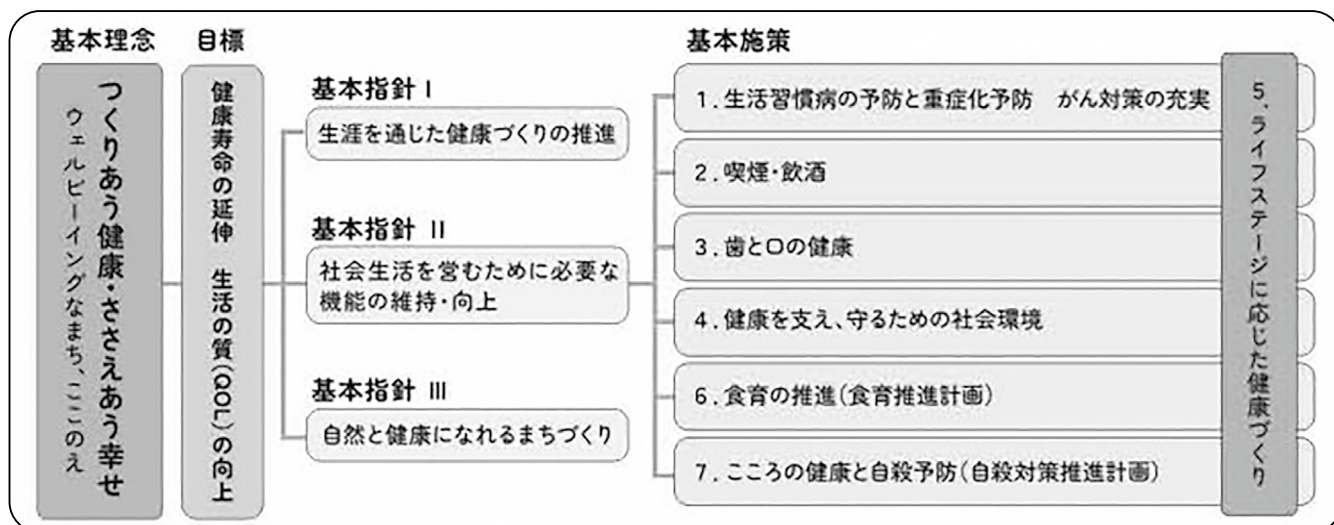 基本理念
つくりあう健康・ささえあう幸せ
ウェルビーイングなまち、ここのえ
目標
健康寿命の延伸　生活の質(QOL)の向上
基本指針 Ⅰ
生涯を通じた健康づくりの推進
基本指針 Ⅱ
社会生活を営むために必要な
機能の維持・向上
基本指針 Ⅲ
自然と健康になれるまちづくり
基本施策
1.生活習慣病の予防と重症化予防　がん対策の充実
2.喫煙・飲酒
3.歯と口の健康
4.健康を支え、守るための社会環境
6.食育の推進(食育推進計画)
7.こころの健康と自殺予防(自殺対策推進計画)
5、ライフステージに応じた健康づくり